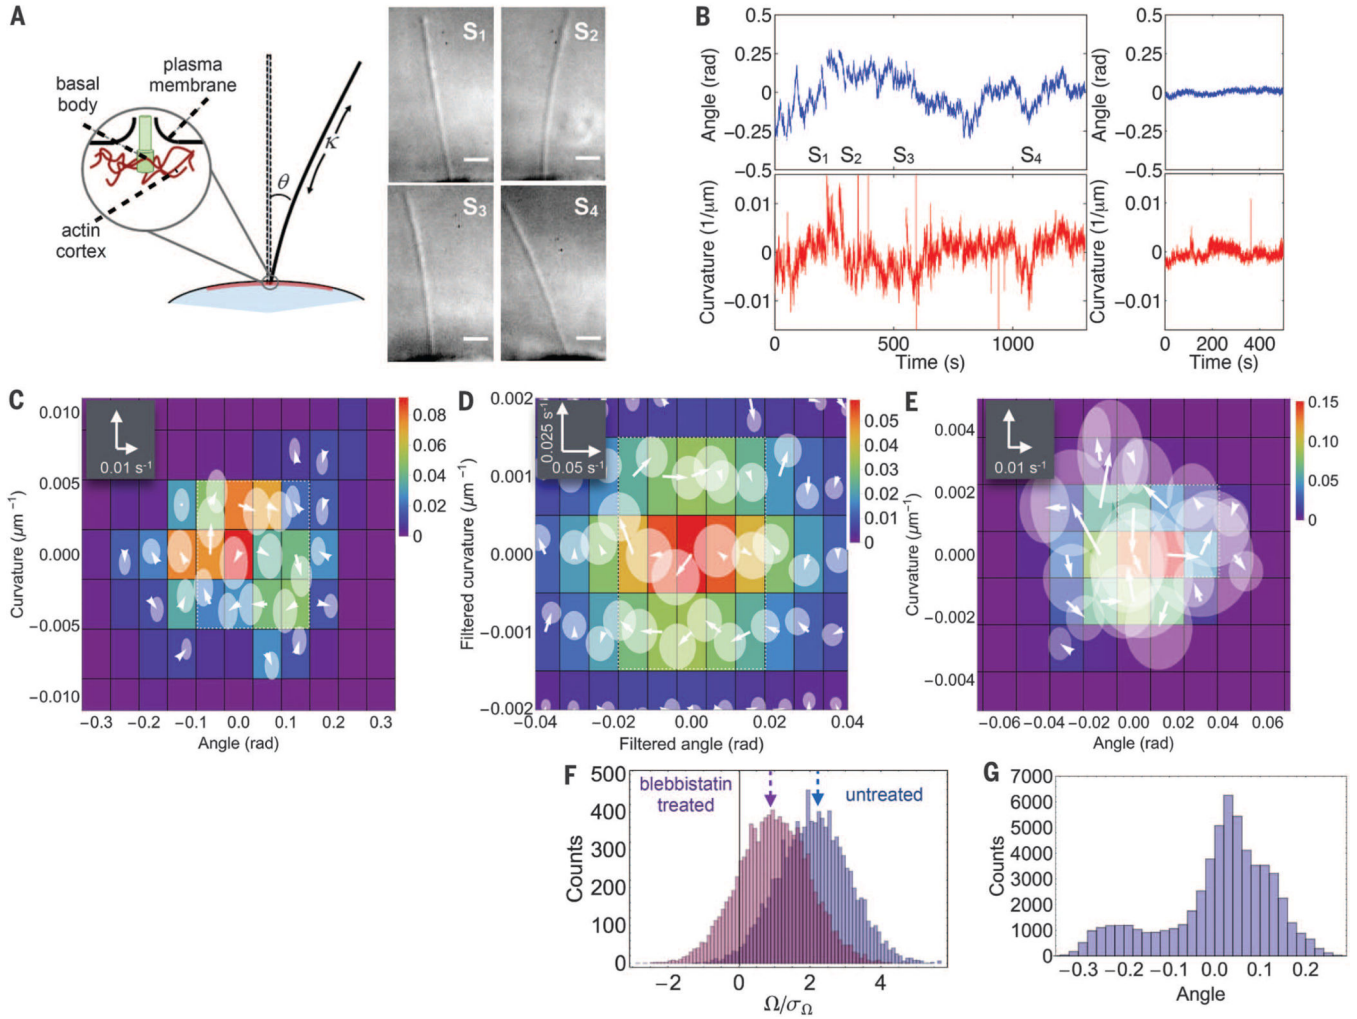 A
basal
body
plasma
membrane
actin
cortex
θ
κ
S1
S2
S3
S4
B
Angle (rad)
0.5
0.25
0
−0.25
−0.5
S1 S2 S3 S4
Curvature (1/μm)
0.01
0
−0.01
0 500 1000
Time (s)
Angle (rad)
0.5
0.25
0
−0.25
−0.5
Curvature (1/μm)
0.01
0
−0.01
0 200 400
Time (s)
C
Curvature (μm⁻¹)
0.010
0.005
0.000
−0.005
−0.010
0.01 s⁻¹
−0.3 −0.1 0.0 0.1 0.3
Angle (rad)
0.08
0.06
0.04
0.02
0
D
Filtered curvature (μm⁻¹)
0.002
0.001
0.000
−0.001
−0.002
0.025 s⁻¹
0.05 s⁻¹
−0.04 −0.02 0.00 0.02 0.04
Filtered angle (rad)
0.05
0.04
0.03
0.02
0.01
0
E
Curvature (μm⁻¹)
0.004
0.002
0.000
−0.002
−0.004
0.01 s⁻¹
−0.06 −0.04 −0.02 0.00 0.02 0.04 0.06
Angle (rad)
0.15
0.10
0.05
0
F
Counts
500
400
300
200
100
0
blebbistatin
treated
untreated
−2 0 2 4
Ω/σΩ
G
Counts
7000
6000
5000
4000
3000
2000
1000
0
−0.3 −0.2 −0.1 0.0 0.1 0.2
Angle